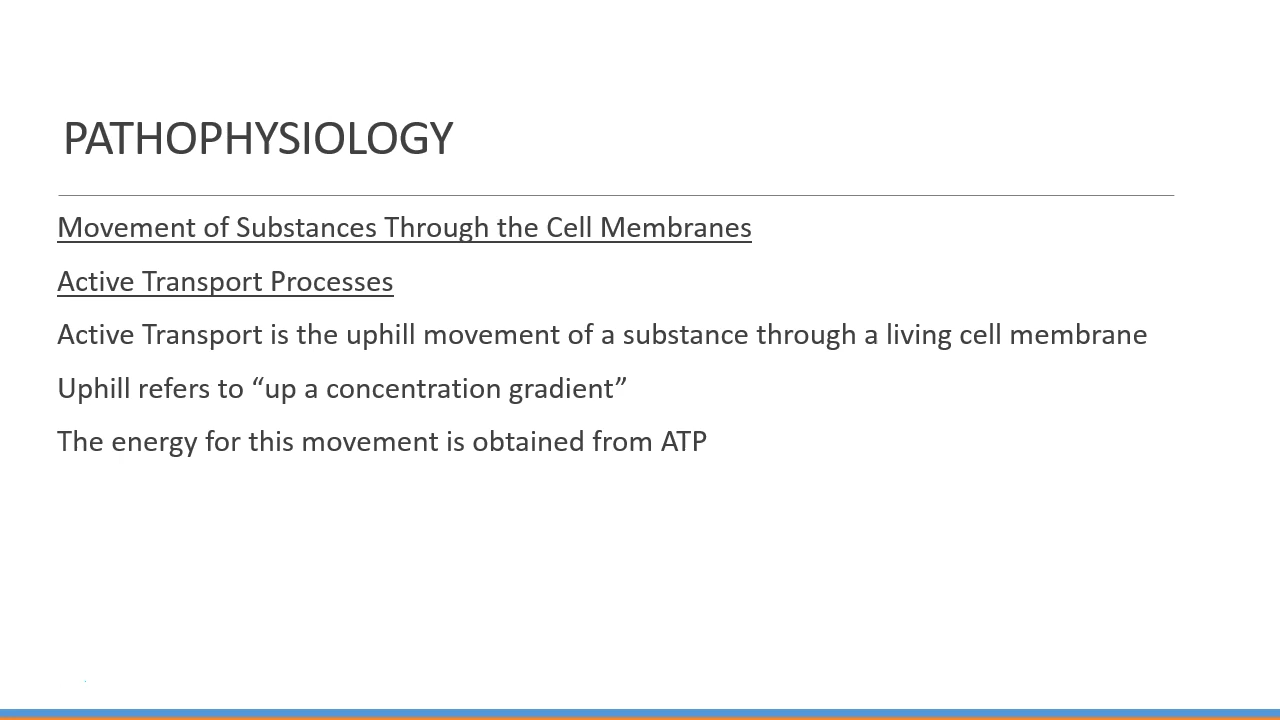 PATHOPHYSIOLOGY
Movement of Substances Through the Cell Membranes
Active Transport Processes
Active Transport is the uphill movement of a substance through a living cell membrane
Uphill refers to “up a concentration gradient”
The energy for this movement is obtained from ATP